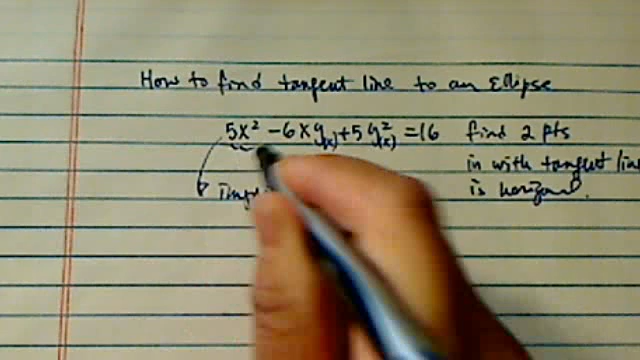 How to find tangent line to an Ellipse
5x² - 6xy(x) + 5y²(x) = 16 find 2 pts
in with tangent line
is horizontal.